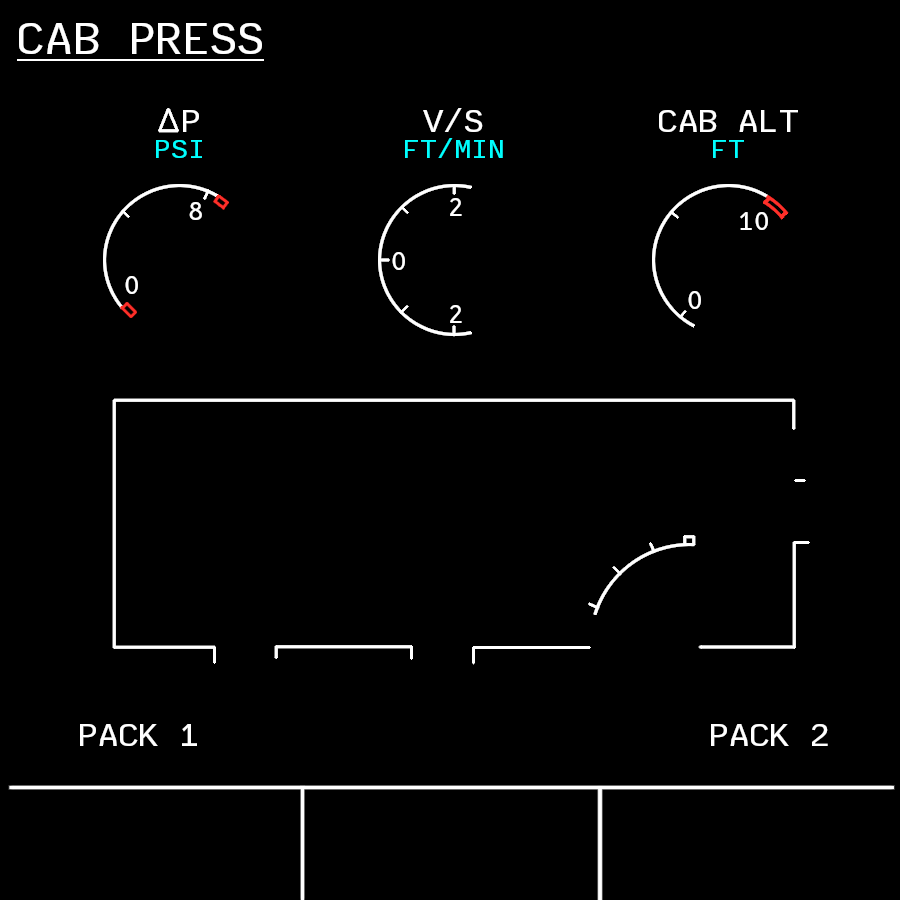 CAB PRESS
ΔP V/S CAB ALT
PSI FT/MIN FT
8 2 10
0 0 0
2
PACK 1 PACK 2